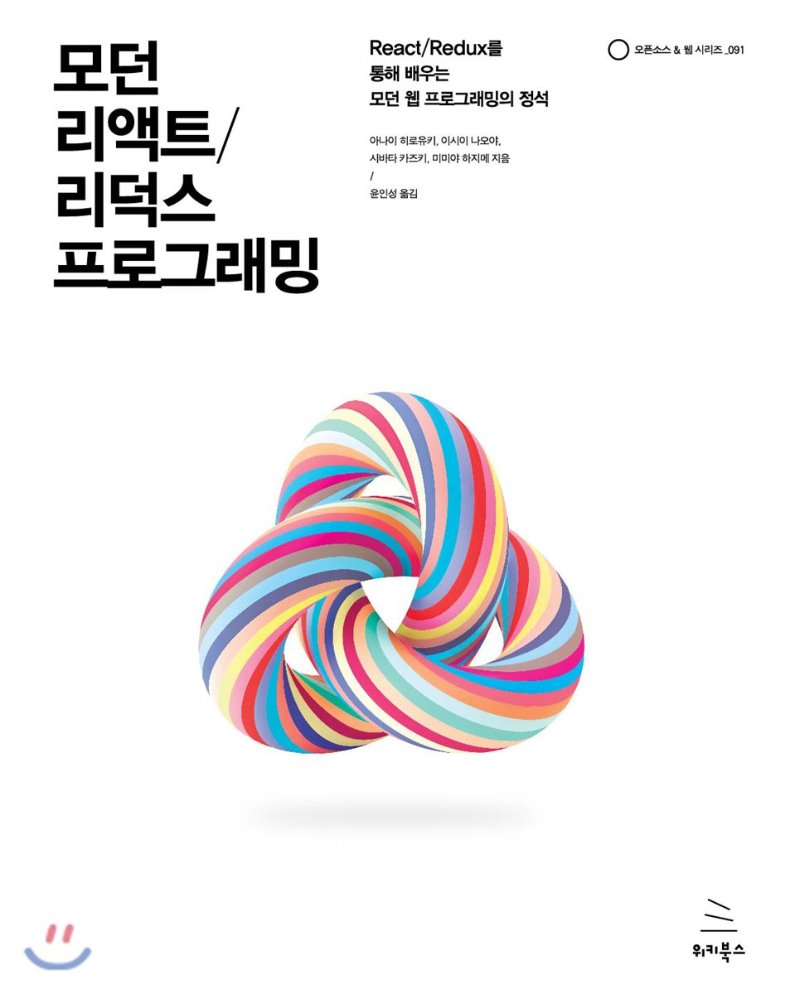 모던
리액트/
리덕스
프로그래밍
React/Redux를
통해 배우는
모던 웹 프로그래밍의 정석
아나이 히로유키, 이시이 나오야,
시바타 카즈키, 미미야 하지메 지음
/
윤인성 옮김
오픈소스 & 웹 시리즈 _091
위키북스